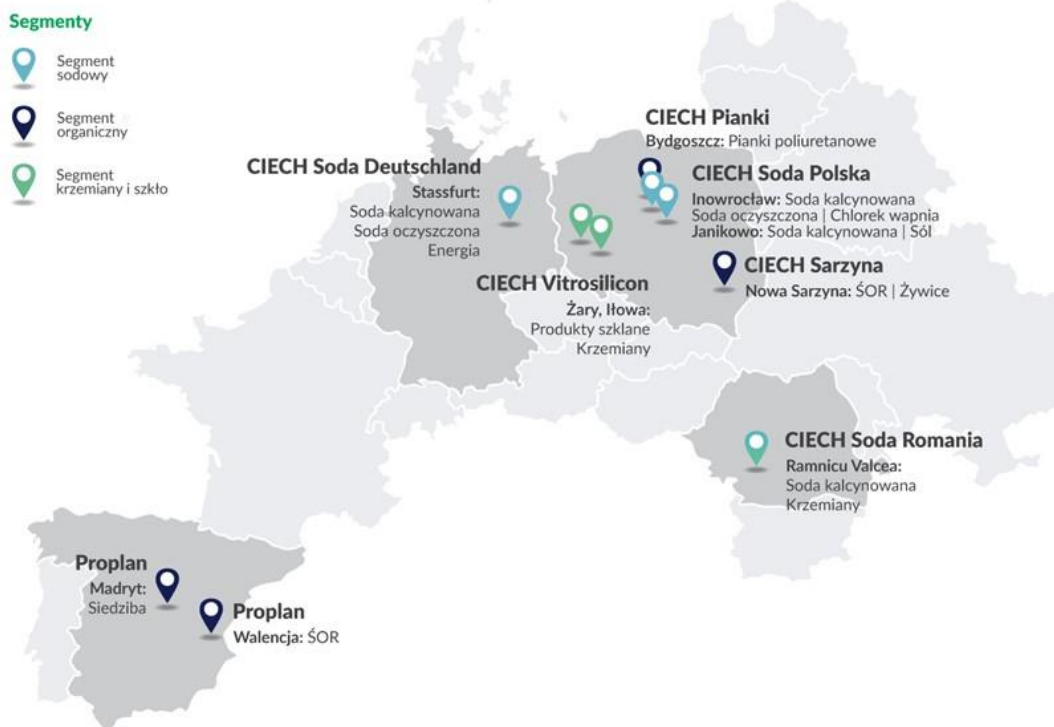 Segmenty
Segment
sodowy
Segment
organiczny
Segment
krzemiany i szkło
CIECH Pianki
Bydgoszcz: Pianki poliuretanowe
CIECH Soda Deutschland
Stassfurt:
Soda kalcynowana
Soda oczyszczona
Energia
CIECH Soda Polska
Inowrocław: Soda kalcynowana
Soda oczyszczona | Chlorek wapnia
Janikowo: Soda kalcynowana | Sól
CIECH Sarzyna
Nowa Sarzyna: ŚOR | Żywice
CIECH Vitrosilicon
Żary, Iłowa:
Produkty szklane
Krzemiany
CIECH Soda Romania
Ramnicu Valcea:
Soda kalcynowana
Krzemiany
Proplan
Madryt:
Siedziba
Proplan
Walencja: ŚOR